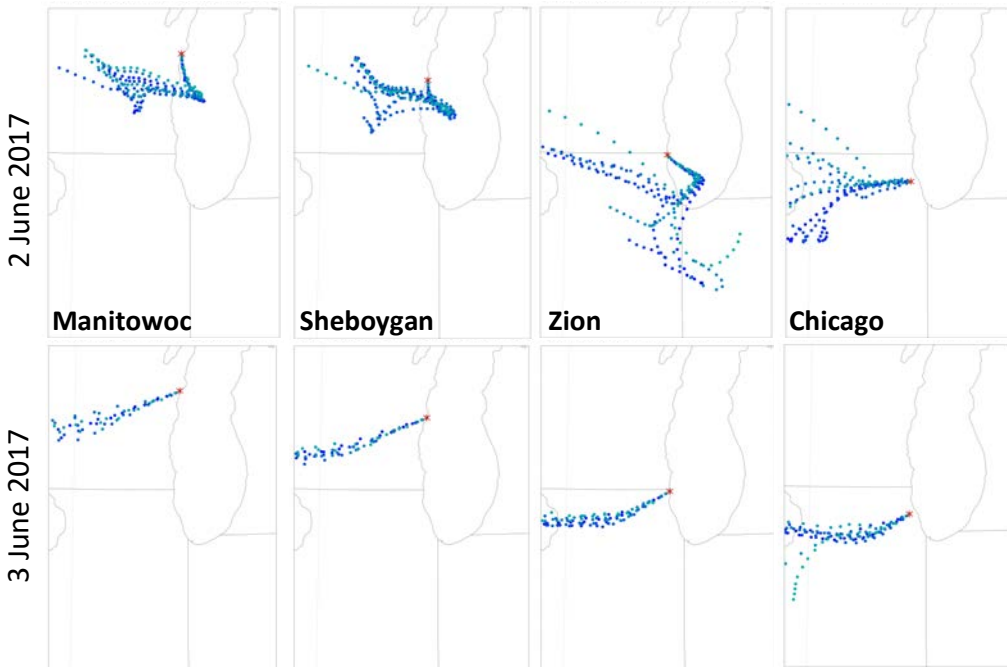 2 June 2017
Manitowoc
Sheboygan
Zion
Chicago
3 June 2017